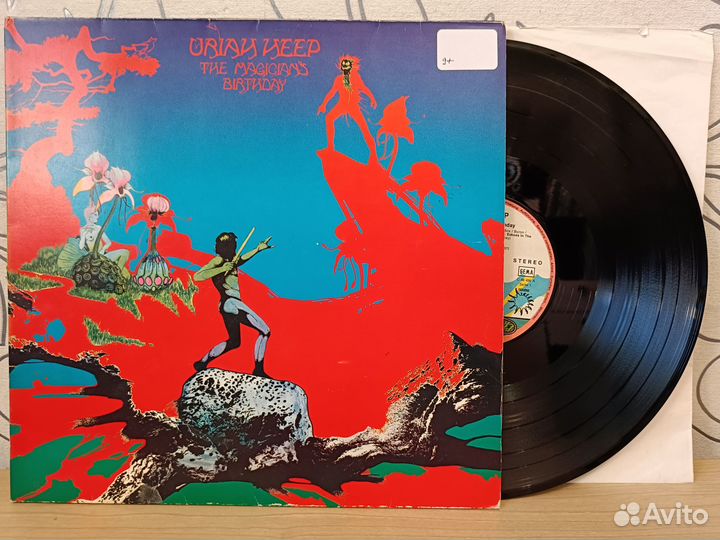 URIAH HEEP
THE MAGICIAN'S
BIRTHDAY
9+
STEREO
GEMA
Avito